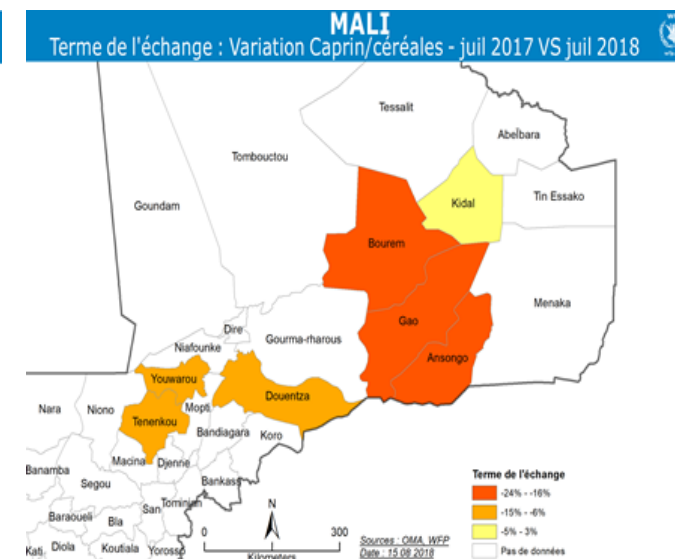 MALI
Terme de l'échange : Variation Caprin/céréales - juil 2017 VS juil 2018
Tessalit
Abeïbara
Tombouctou
Tin Essako
Kidal
Goundam
Bourem
Menaka
Gao
Dire
Gourma-rharous
Niafounke
Ansongo
Youwarou
Douentza
Nara
Niono
Mopti
Tenenkou
Bandiagara
Koro
Macina
Djenne
Banamba
Bankass
Segou
San
Tominian
Baraoueli
Bla
Kati
Diola
Koutiala
Yorosso
N
0
300
Kilometers
Sources : OMA, WFP
Date : 15 08 2018
Terme de l'échange
-24% - -16%
-15% - -6%
-5% - 3%
Pas de données